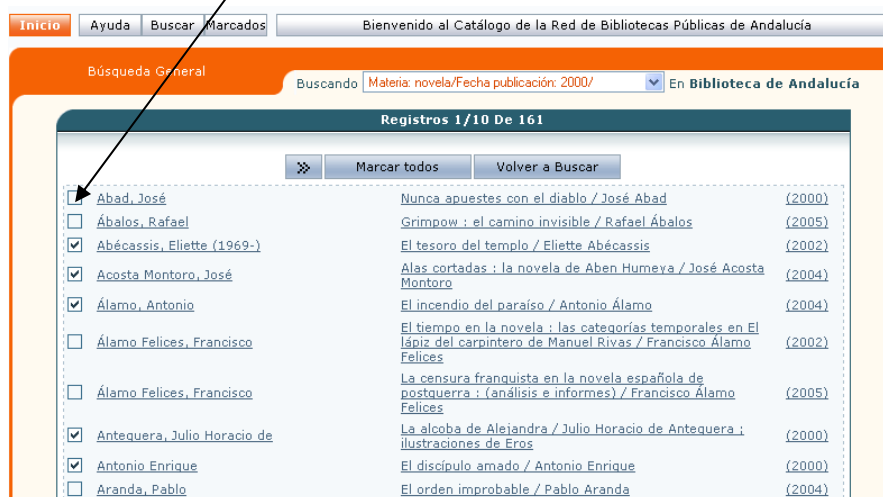 Inicio Ayuda Buscar Marcados Bienvenido al Catálogo de la Red de Bibliotecas Públicas de Andalucía
Búsqueda General
Buscando Materia: novela/Fecha publicación: 2000/ En Biblioteca de Andalucía
Registros 1/10 De 161
Marcar todos Volver a Buscar
Abad, José Nunca apuestes con el diablo / José Abad (2000)
Ábalos, Rafael Grimpow : el camino invisible / Rafael Ábalos (2005)
Abécassis, Eliette (1969-) El tesoro del templo / Eliette Abécassis (2002)
Acosta Montoro, José Alas cortadas : la novela de Aben Humeya / José Acosta
Montoro (2004)
Álamo, Antonio El incendio del paraíso / Antonio Álamo (2004)
El tiempo en la novela : las categorías temporales en El
Álamo Felices, Francisco lápiz del carpintero de Manuel Rivas / Francisco Álamo (2002)
Felices
La censura franquista en la novela española de
Álamo Felices, Francisco postguerra : (análisis e informes) / Francisco Álamo (2005)
Felices
Antequera, Julio Horacio de La alcoba de Alejandra / Julio Horacio de Antequera ;
ilustraciones de Eros (2000)
Antonio Enrique El discípulo amado / Antonio Enrique (2000)
Aranda, Pablo El orden improbable / Pablo Aranda (2004)